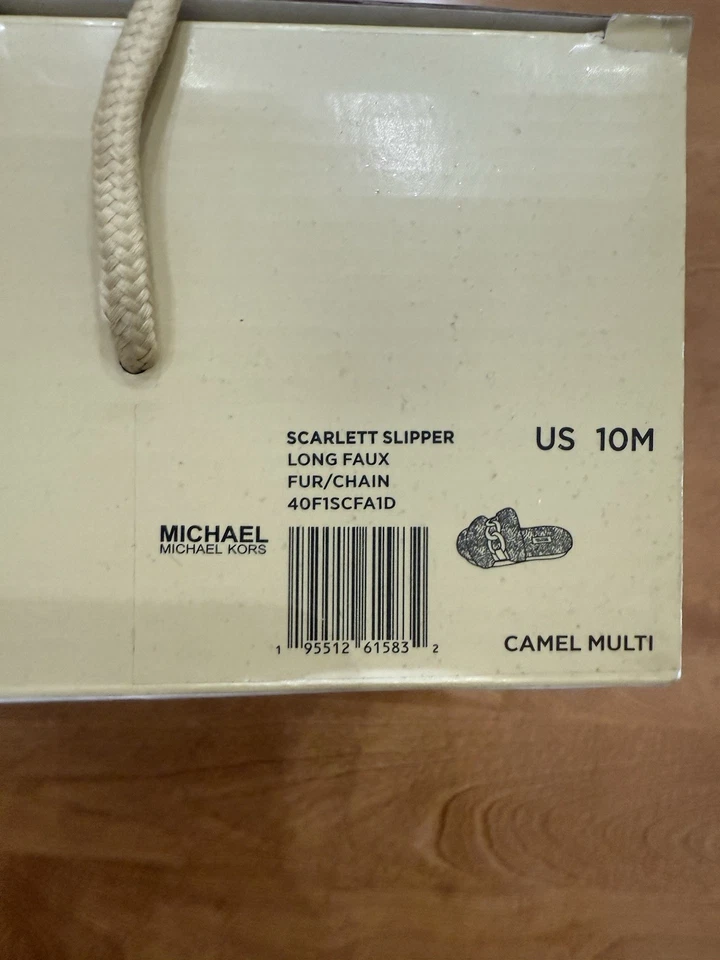 SCARLETT SLIPPER
LONG FAUX
FUR/CHAIN
40F1SCFA1D
US 10M
MICHAEL
MICHAEL KORS
1 95512 61583 2
CAMEL MULTI